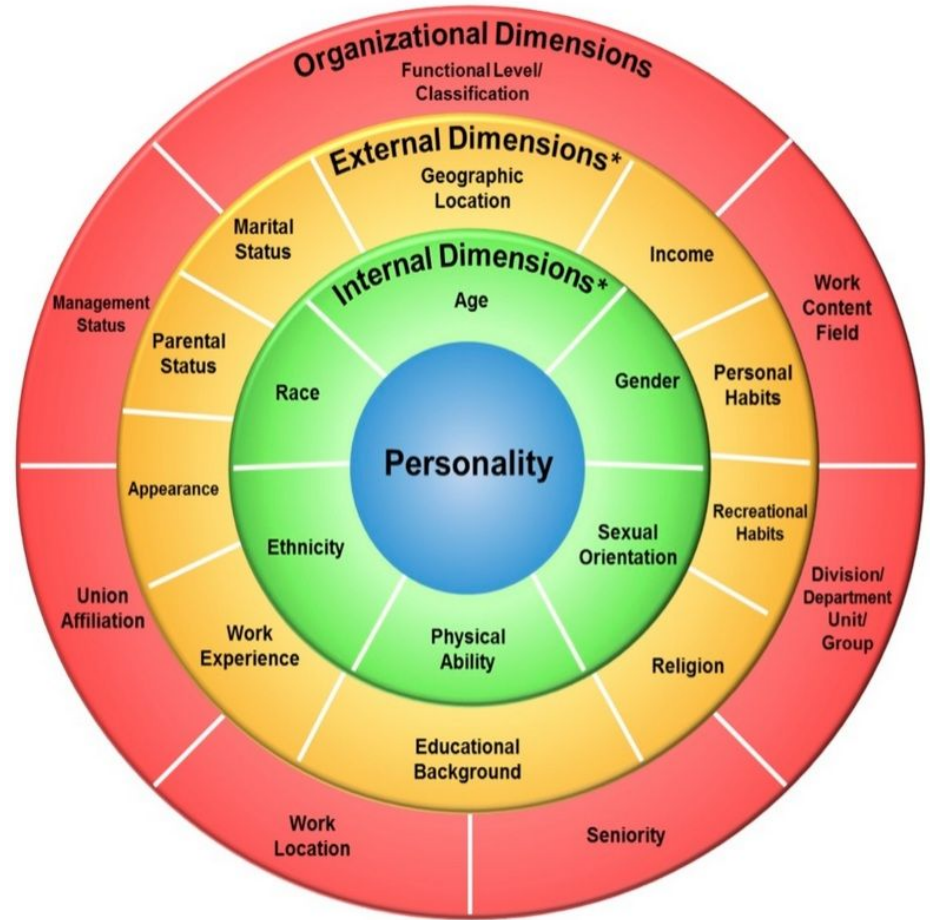 Organizational Dimensions
Functional Level/
Classification
Work
Content
Field
Division/
Department
Unit/
Group
Seniority
Work
Location
Union
Affiliation
Management
Status
External Dimensions*
Geographic
Location
Income
Personal
Habits
Recreational
Habits
Religion
Educational
Background
Work
Experience
Appearance
Parental
Status
Marital
Status
Internal Dimensions*
Age
Gender
Sexual
Orientation
Physical
Ability
Ethnicity
Race
Personality